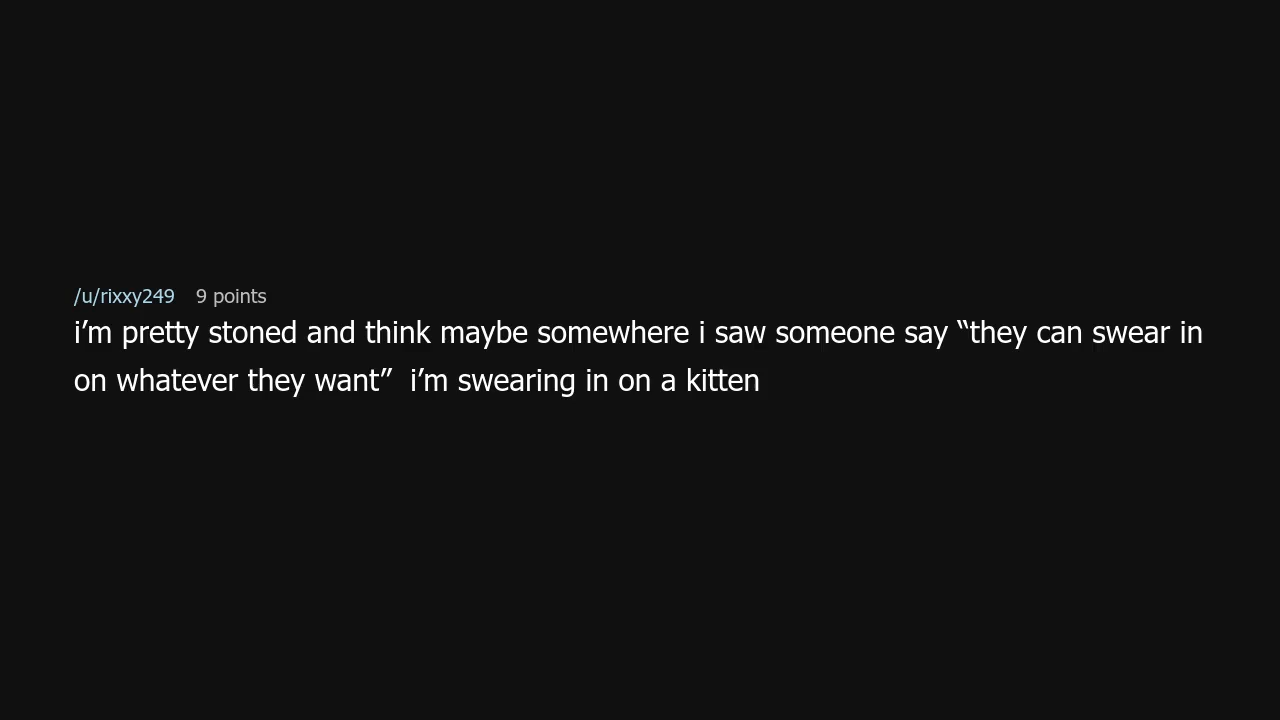 /u/rixxy249 9 points
i’m pretty stoned and think maybe somewhere i saw someone say “they can swear in
on whatever they want”  i’m swearing in on a kitten